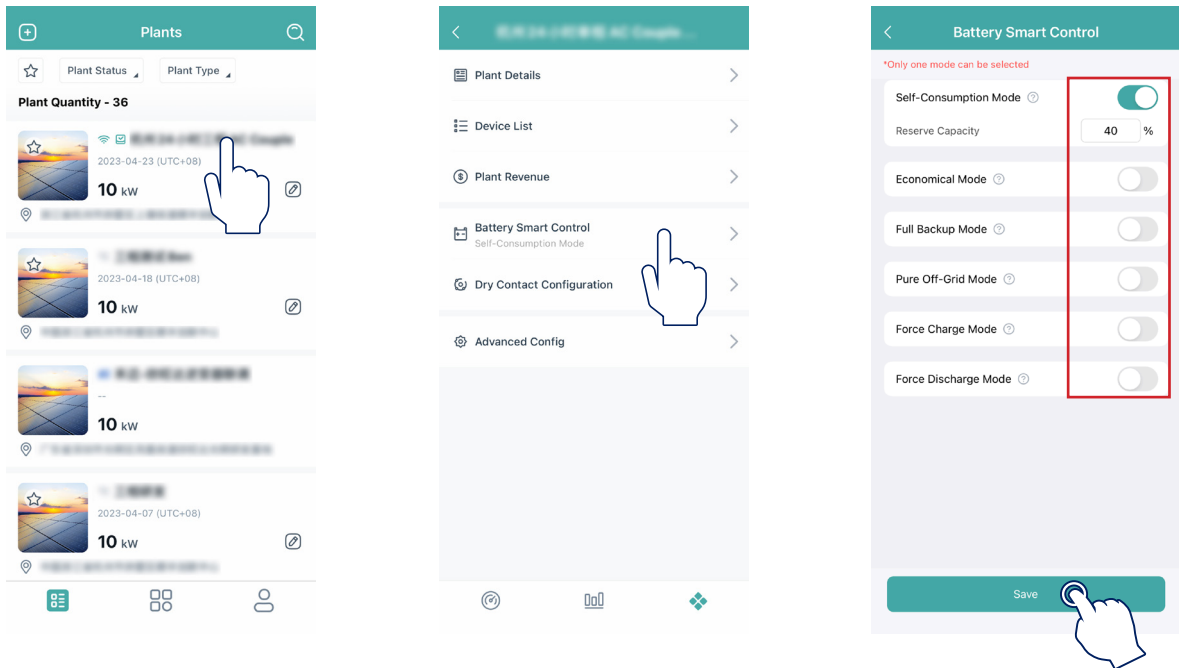 Plants
Plant Status
Plant Type
Plant Quantity - 36
2023-04-23 (UTC+08)
10 kW
2023-04-18 (UTC+08)
10 kW
--
10 kW
2023-04-07 (UTC+08)
10 kW
Plant Details
Device List
Plant Revenue
Battery Smart Control
Self-Consumption Mode
Dry Contact Configuration
Advanced Config
Battery Smart Control
*Only one mode can be selected
Self-Consumption Mode
Reserve Capacity 40 %
Economical Mode
Full Backup Mode
Pure Off-Grid Mode
Force Charge Mode
Force Discharge Mode
Save